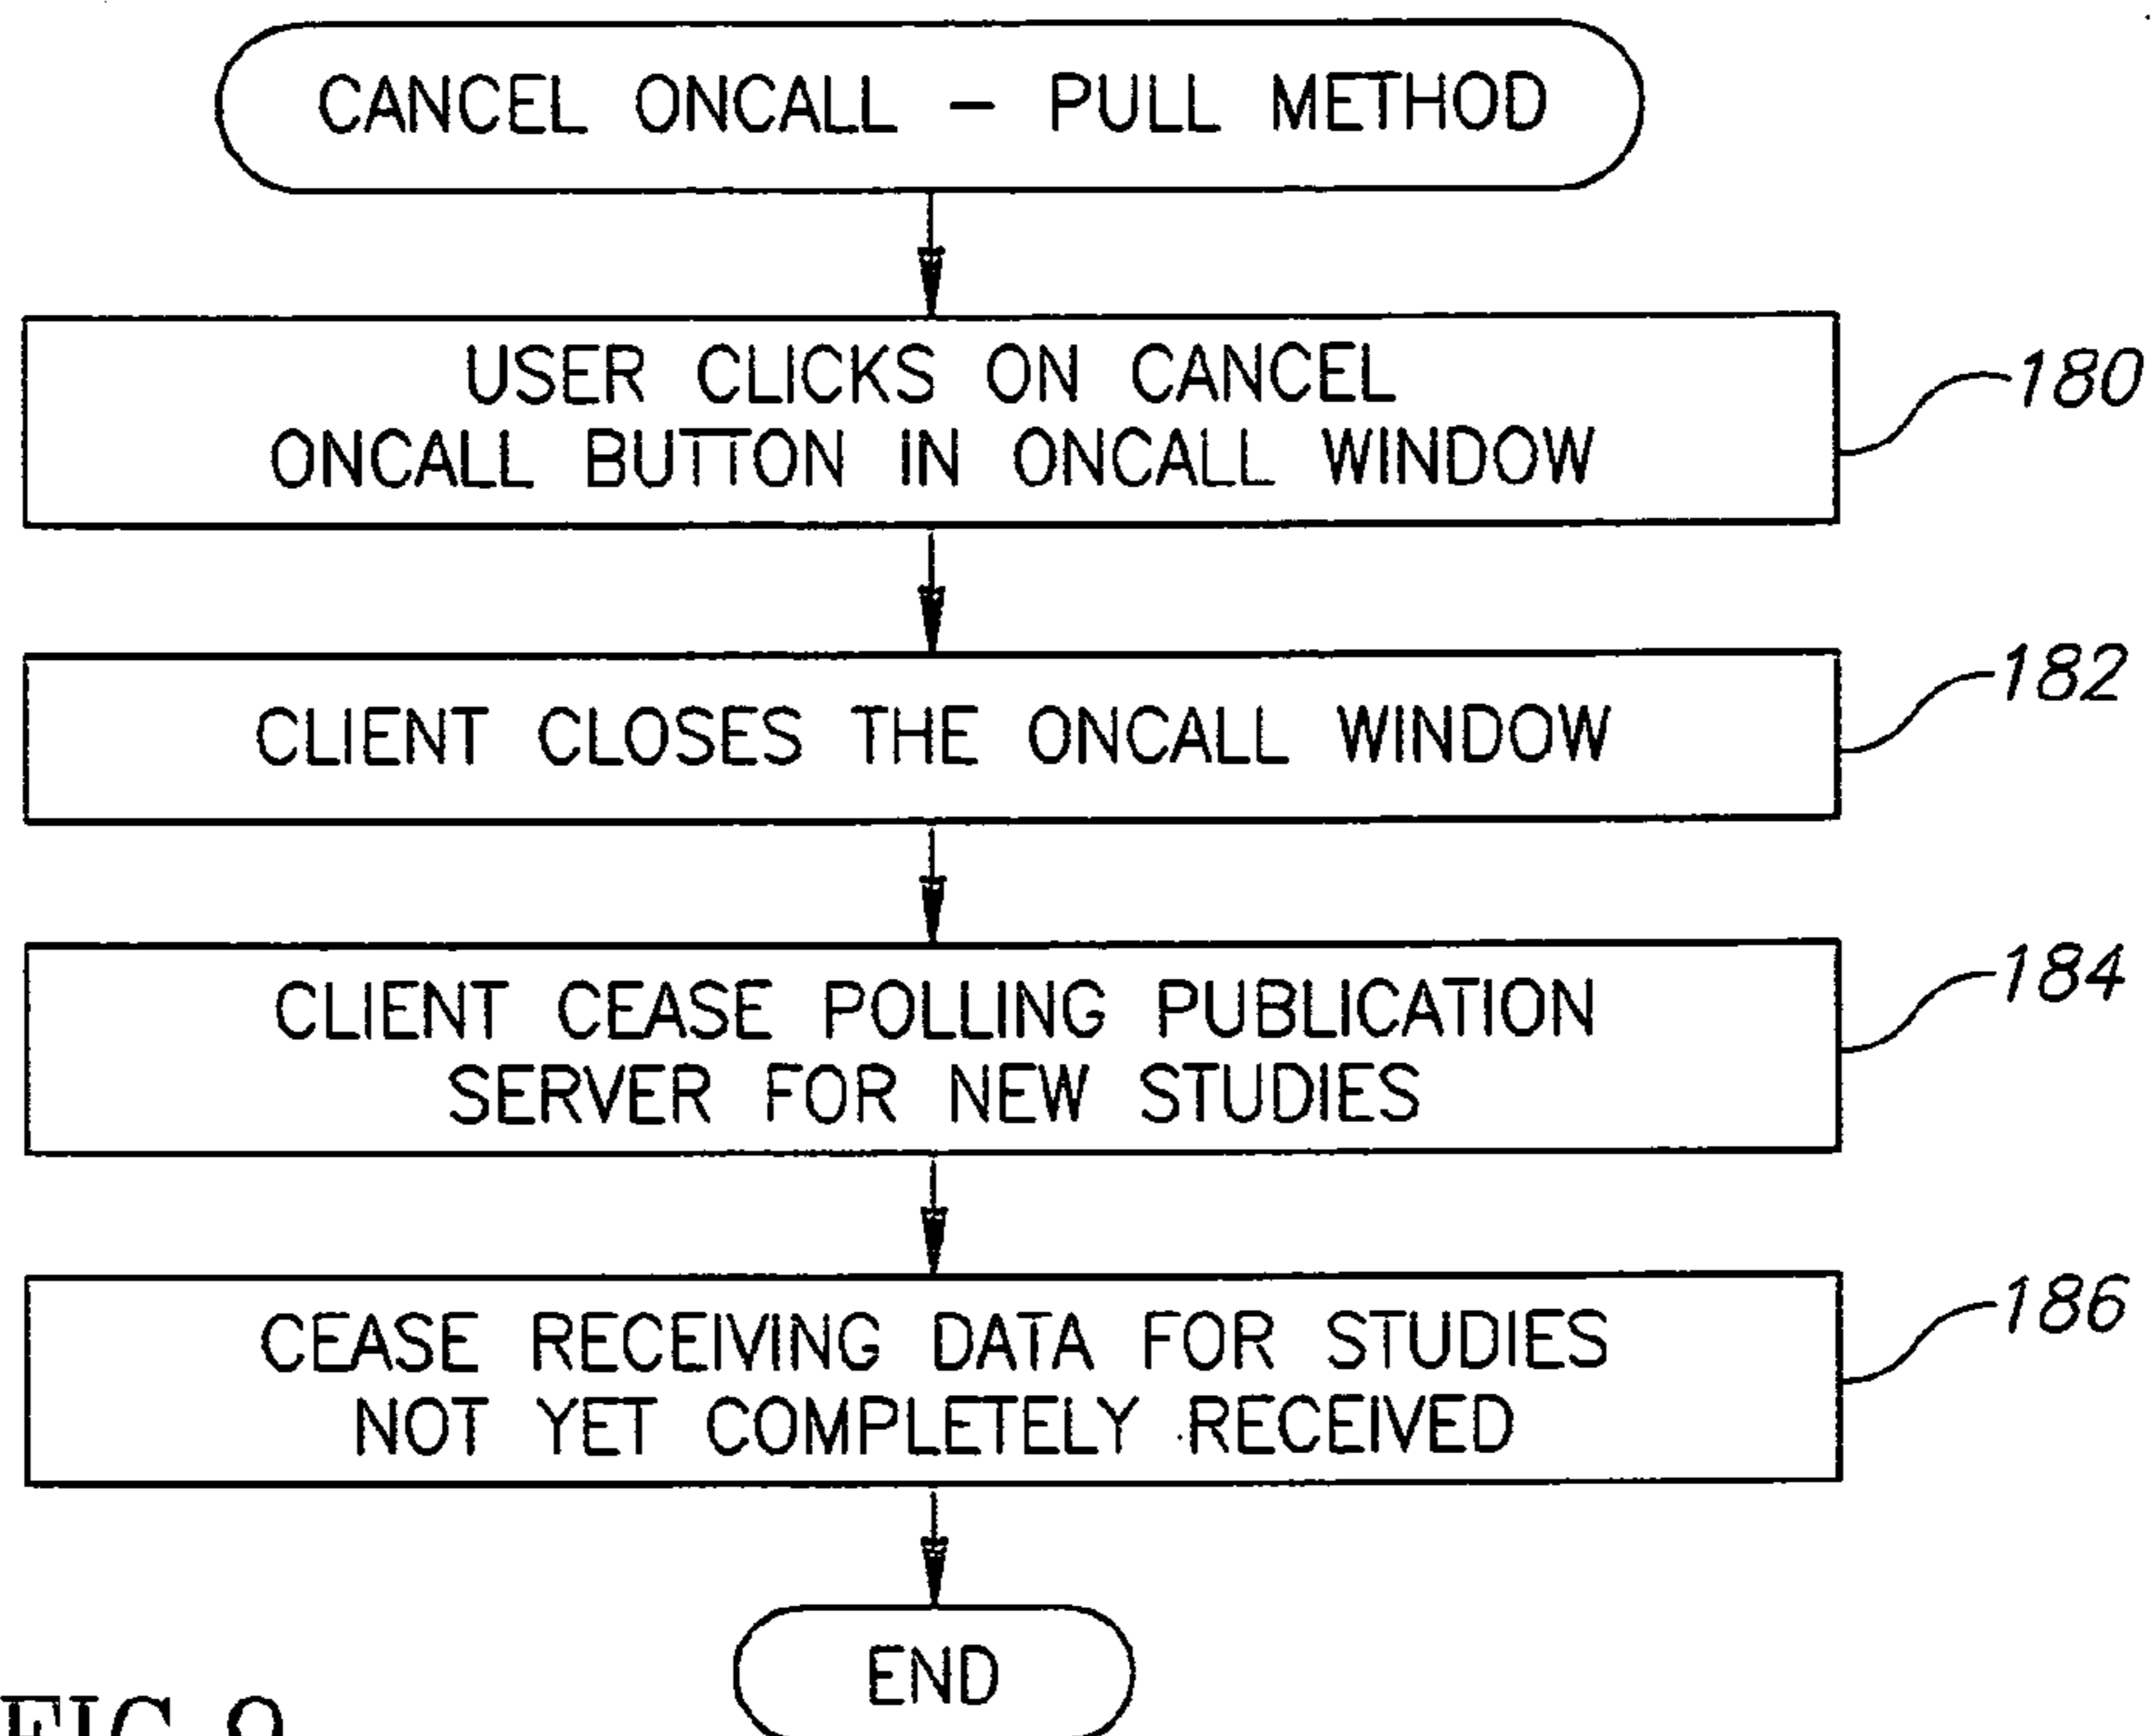 CANCEL ONCALL - PULL METHOD
USER CLICKS ON CANCEL
ONCALL BUTTON IN ONCALL WINDOW
180
CLIENT CLOSES THE ONCALL WINDOW
182
CLIENT CEASE POLLING PUBLICATION
SERVER FOR NEW STUDIES
184
CEASE RECEIVING DATA FOR STUDIES
NOT YET COMPLETELY RECEIVED
186
END